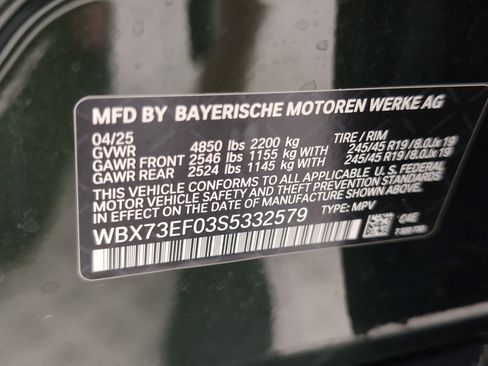 MFD BY BAYERISCHE MOTOREN WERKE AG
04/25 TIRE / RIM
GVWR 4850 lbs 2200 kg
GAWR FRONT 2546 lbs 1155 kg WITH 245/45 R19 / 8.0Jx19
GAWR REAR 2524 lbs 1145 kg WITH 245/45 R19 / 8.0Jx19
THIS VEHICLE CONFORMS TO ALL APPLICABLE U.S. FEDERAL
MOTOR VEHICLE SAFETY, BUMPER, AND THEFT PREVENTION
STANDARDS IN EFFECT ON THE DATE OF MANUFACTURE SHOWN ABOVE.
WBX73EF03S5332579 TYPE: MPV C4E